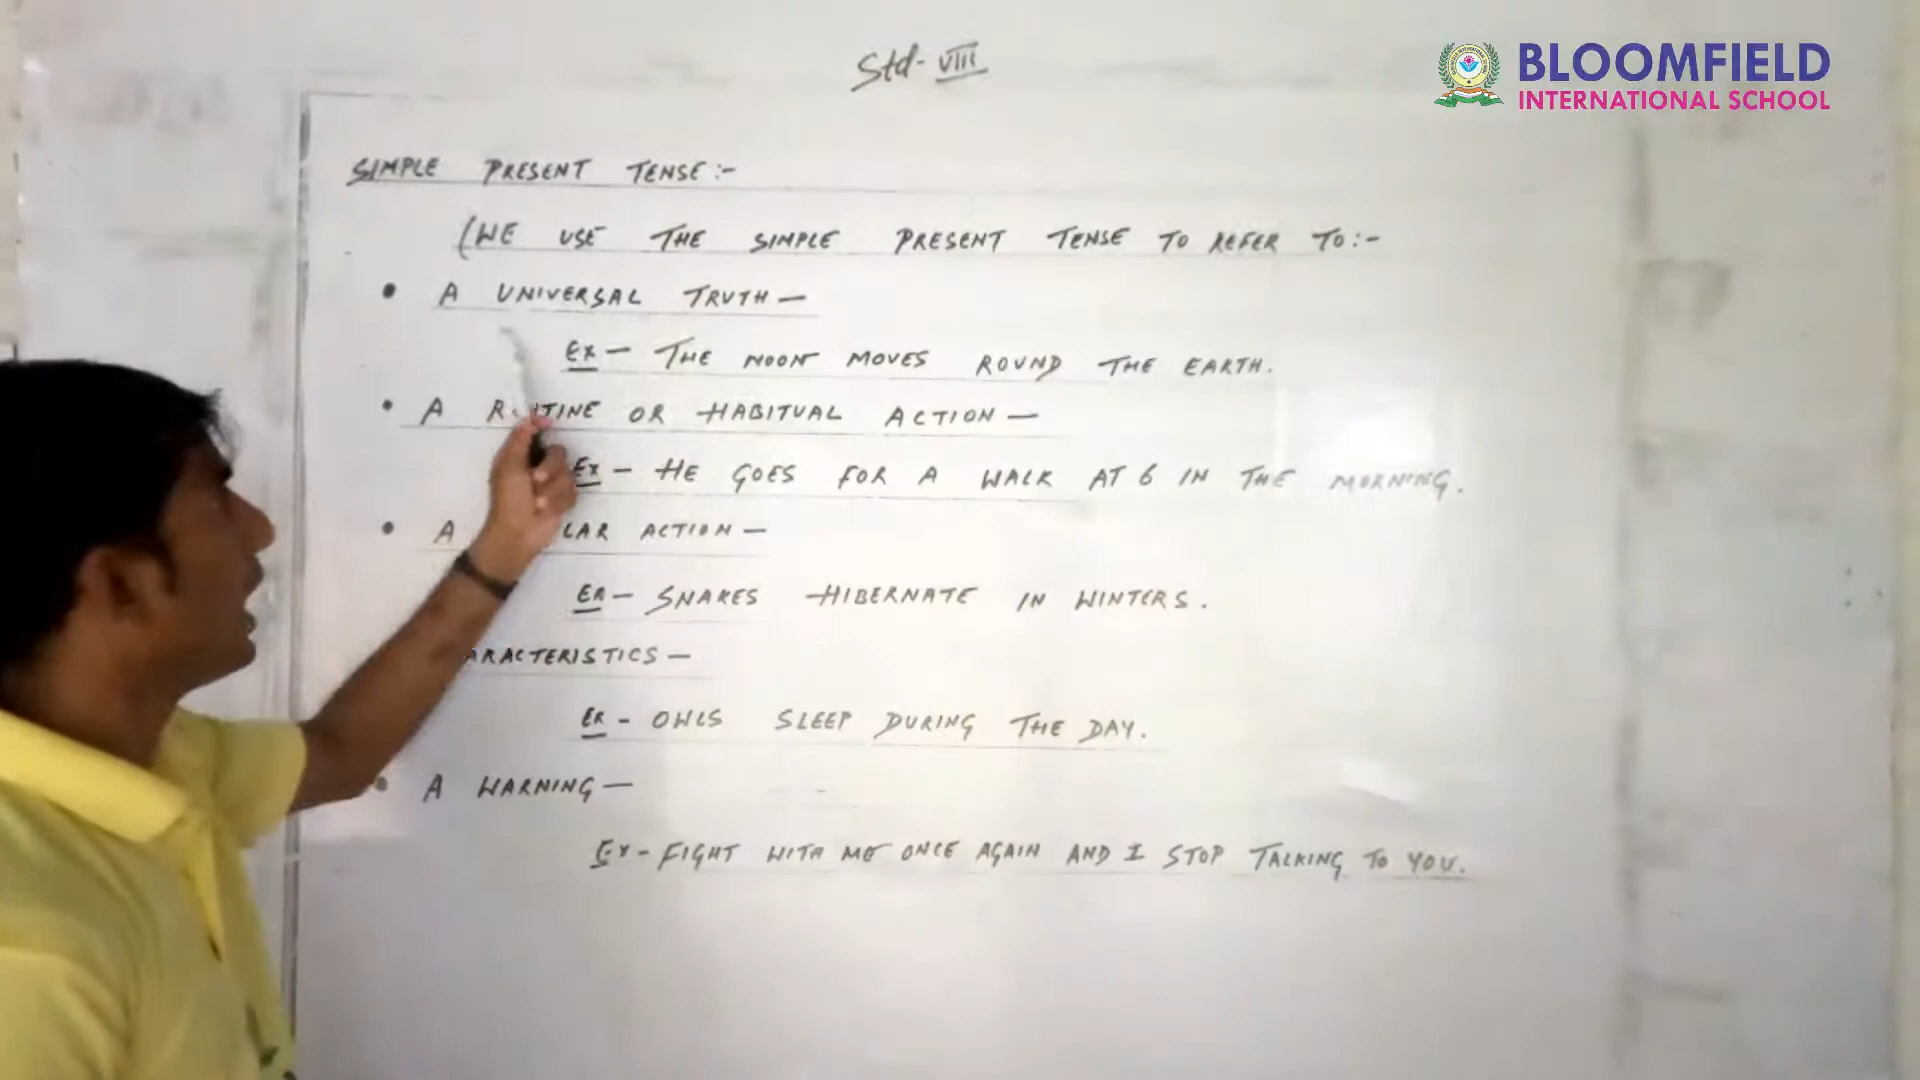 Std- VIII
BLOOMFIELD
INTERNATIONAL SCHOOL
SIMPLE PRESENT TENSE:-
(WE USE THE SIMPLE PRESENT TENSE TO REFER TO:-
• A UNIVERSAL TRUTH —
Ex — THE MOON MOVES ROUND THE EARTH.
• A ROUTINE OR HABITUAL ACTION —
Ex — HE GOES FOR A WALK AT 6 IN THE MORNING.
• A LAR ACTION —
Ex — SNAKES HIBERNATE IN WINTERS.
ARACTERISTICS —
Ex - OWLS SLEEP DURING THE DAY.
• A WARNING —
Ex - FIGHT WITH ME ONCE AGAIN AND I STOP TALKING TO YOU.